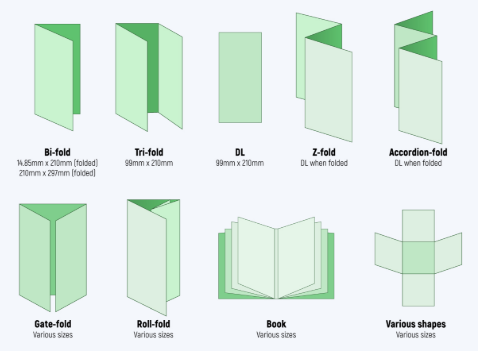 Bi-fold
14.85mm x 210mm (folded)
210mm x 297mm (folded)
Tri-fold
99mm x 210mm
DL
99mm x 210mm
Z-fold
DL when folded
Accordion-fold
DL when folded
Gate-fold
Various sizes
Roll-fold
Various sizes
Book
Various sizes
Various shapes
Various sizes